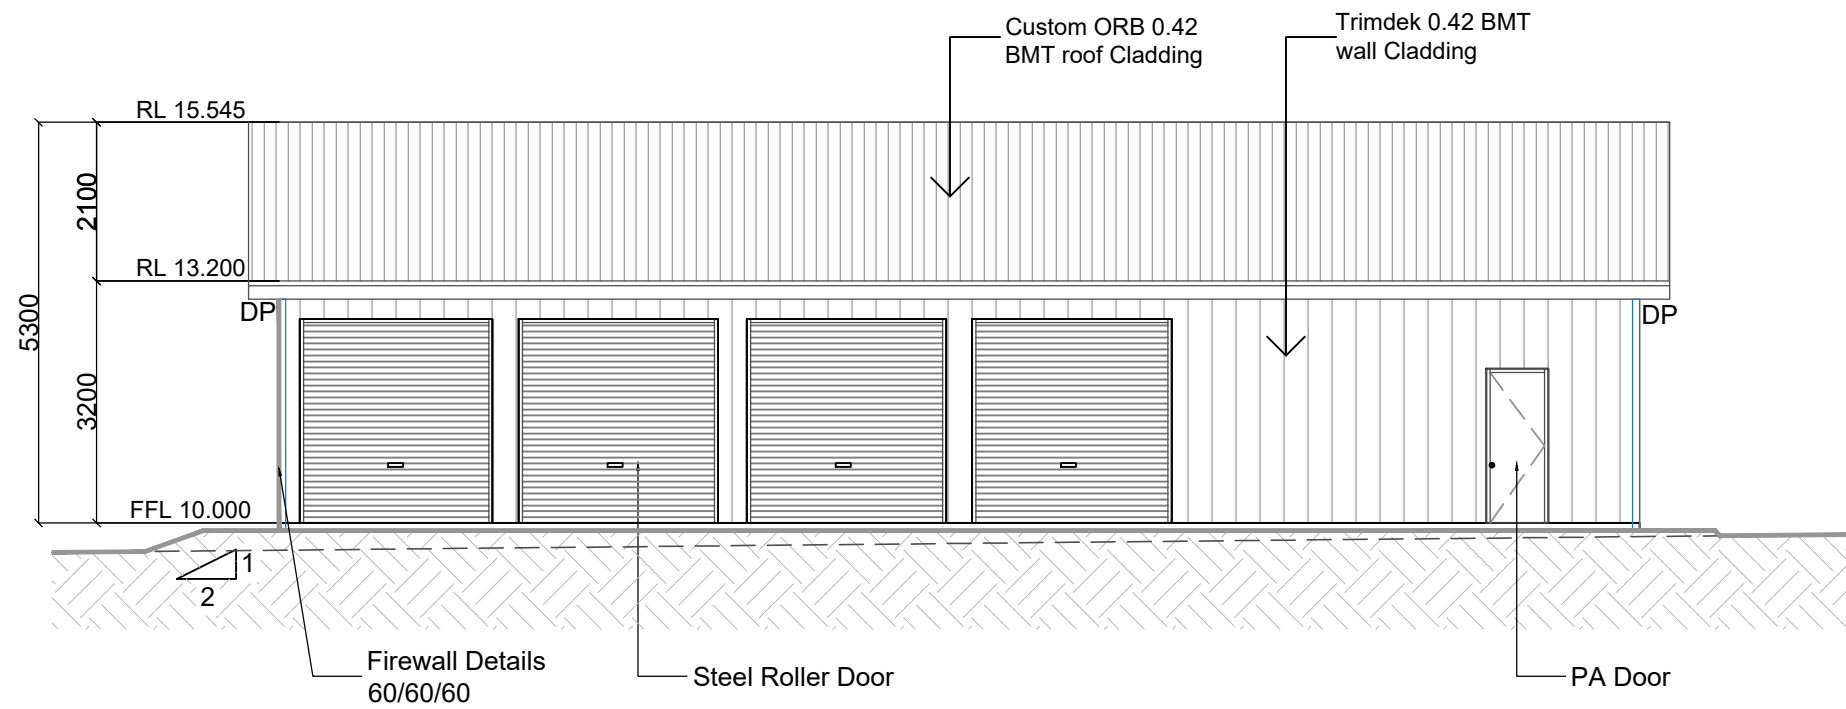 Custom ORB 0.42
BMT roof Cladding
Trimdek 0.42 BMT
wall Cladding
RL 15.545
2100
RL 13.200
5300
DP
DP
3200
FFL 10.000
1
2
Firewall Details
60/60/60
Steel Roller Door
PA Door